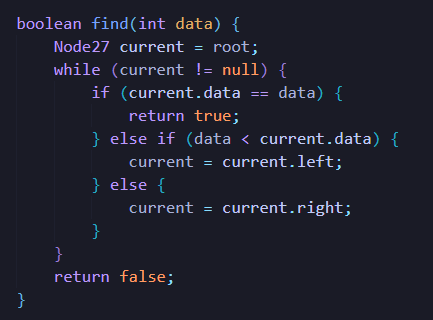 boolean find(int data) {
    Node27 current = root;
    while (current != null) {
        if (current.data == data) {
            return true;
        } else if (data < current.data) {
            current = current.left;
        } else {
            current = current.right;
        }
    }
    return false;
}